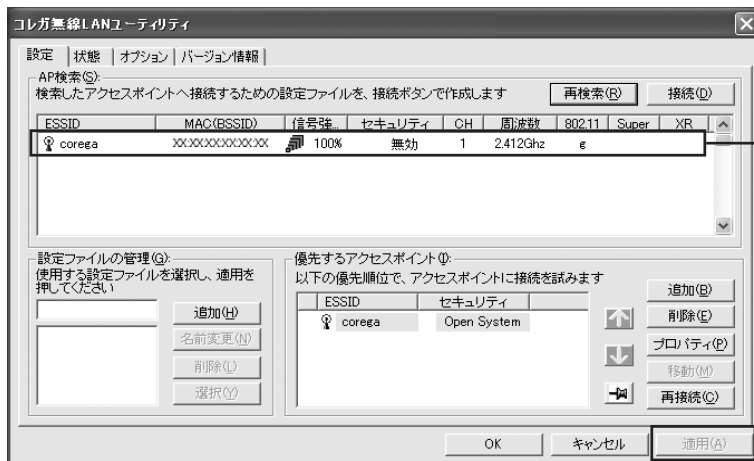 コレガ無線LANユーティリティ
設定 状態 オプション バージョン情報
AP検索(S):
検索したアクセスポイントへ接続するための設定ファイルを、接続ボタンで作成します 再検索(R) 接続(D)
ESSID MAC(BSSID) 信号強... セキュリティ CH 周波数 802.11 Super XR
corega XX:XX:XX:XX:XX:XX 100% 無効 1 2.412Ghz g
設定ファイルの管理(G):
使用する設定ファイルを選択し、適用を
押してください
追加(H)
名前変更(N)
削除(L)
選択(Y)
優先するアクセスポイント(I):
以下の優先順位で、アクセスポイントに接続を試みます
ESSID セキュリティ
corega Open System
追加(B)
削除(E)
プロパティ(P)
移動(M)
再接続(C)
OK キャンセル 適用(A)